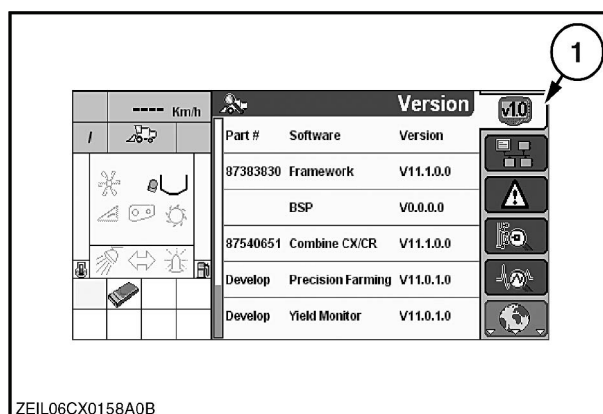 1
---- Km/h
Version
v1.0
/
Part # Software Version
87383830 Framework V11.1.0.0
BSP V0.0.0.0
87540651 Combine CX/CR V11.1.0.0
Develop Precision Farming V11.0.1.0
Develop Yield Monitor V11.0.1.0
ZEIL06CX0158A0B